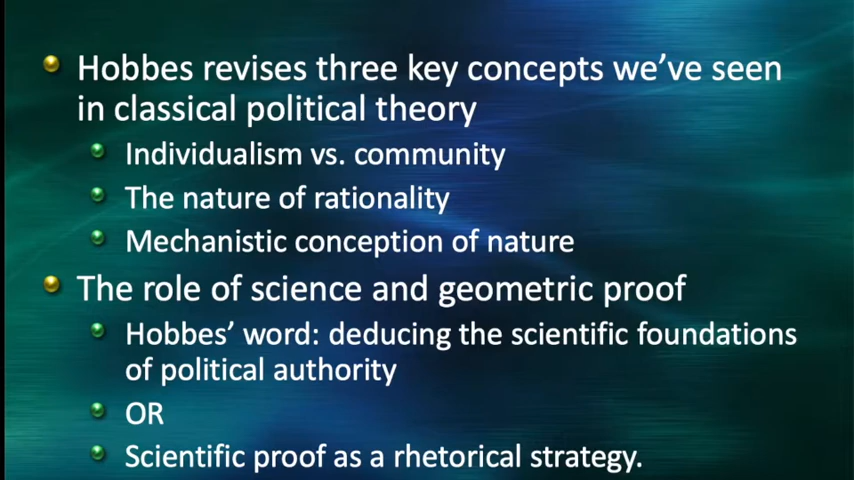 Hobbes revises three key concepts we’ve seen
in classical political theory
Individualism vs. community
The nature of rationality
Mechanistic conception of nature
The role of science and geometric proof
Hobbes’ word: deducing the scientific foundations
of political authority
OR
Scientific proof as a rhetorical strategy.